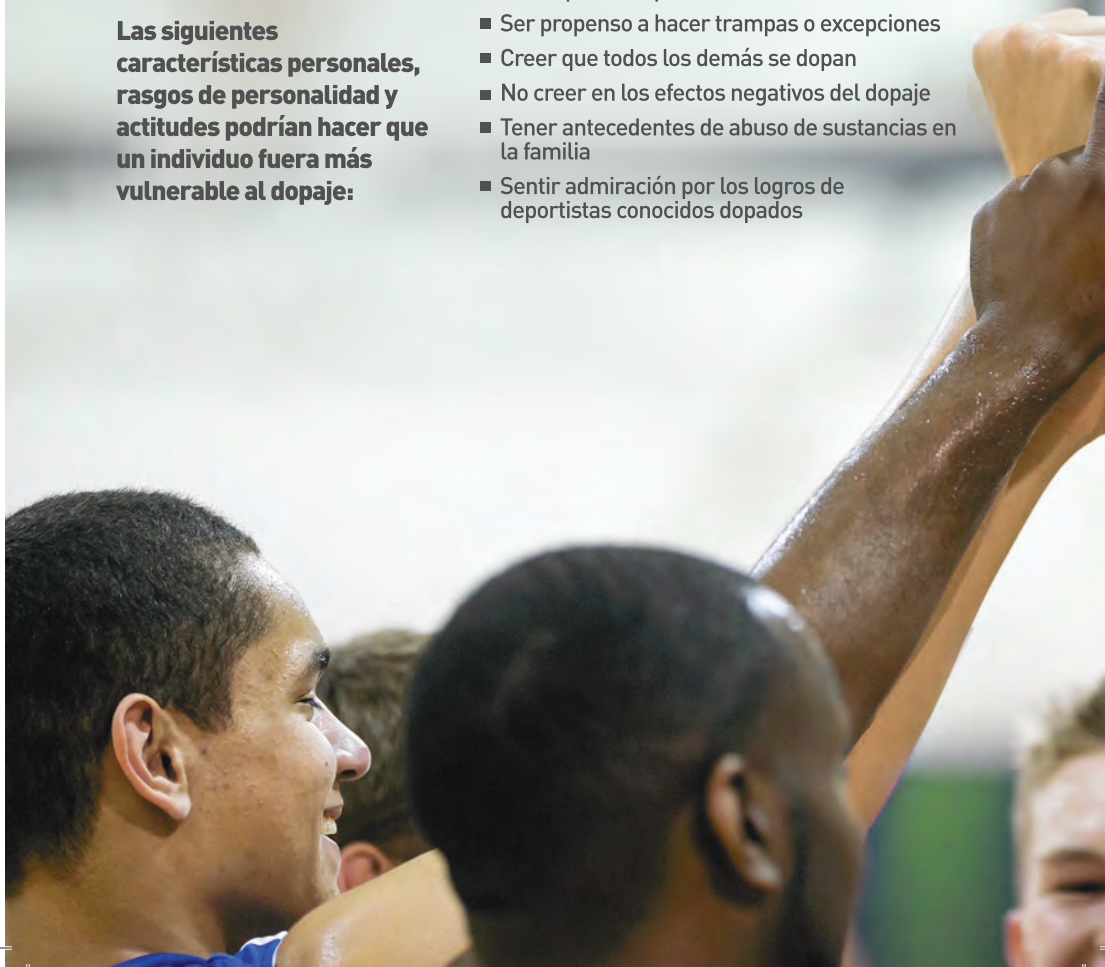 Las siguientes
características personales,
rasgos de personalidad y
actitudes podrían hacer que
un individuo fuera más
vulnerable al dopaje:
■ Ser propenso a hacer trampas o excepciones
■ Creer que todos los demás se dopan
■ No creer en los efectos negativos del dopaje
■ Tener antecedentes de abuso de sustancias en
la familia
■ Sentir admiración por los logros de
deportistas conocidos dopados